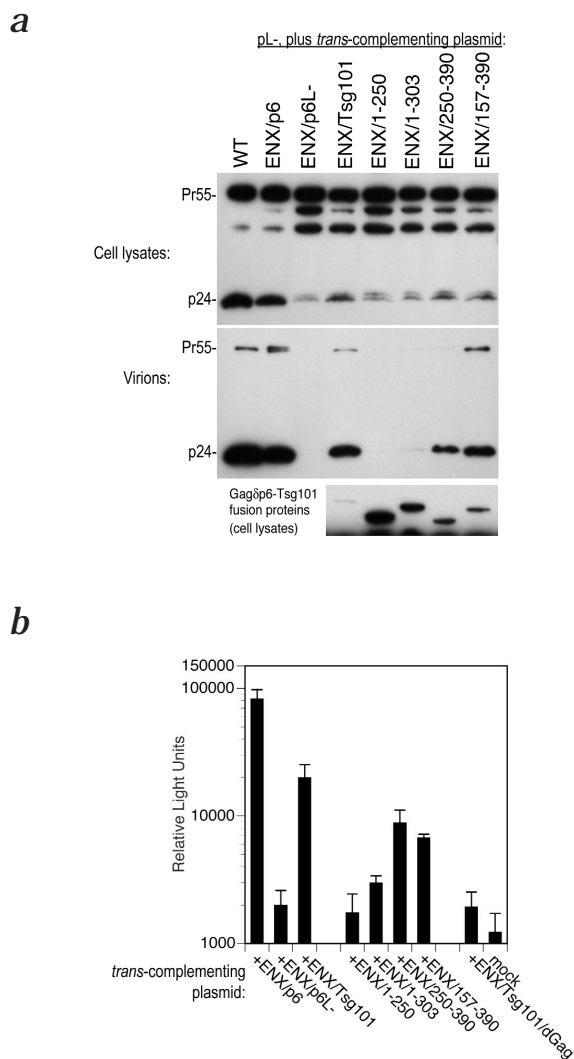 a
pL-, plus trans-complementing plasmid:
WT
ENX/p6
ENX/p6L-
ENX/Tsg101
ENX/1-250
ENX/1-303
ENX/250-390
ENX/157-390
Pr55-
Cell lysates:
p24-
Pr55-
Virions:
p24-
Gagδp6-Tsg101
fusion proteins
(cell lysates)
b
150000
100000
10000
1000
Relative Light Units
trans-complementing
plasmid:
+ENX/p6
+ENX/p6L-
+ENX/Tsg101
+ENX/1-250
+ENX/1-303
+ENX/250-390
+ENX/157-390
+ENX/Tsg101/dGag
mock